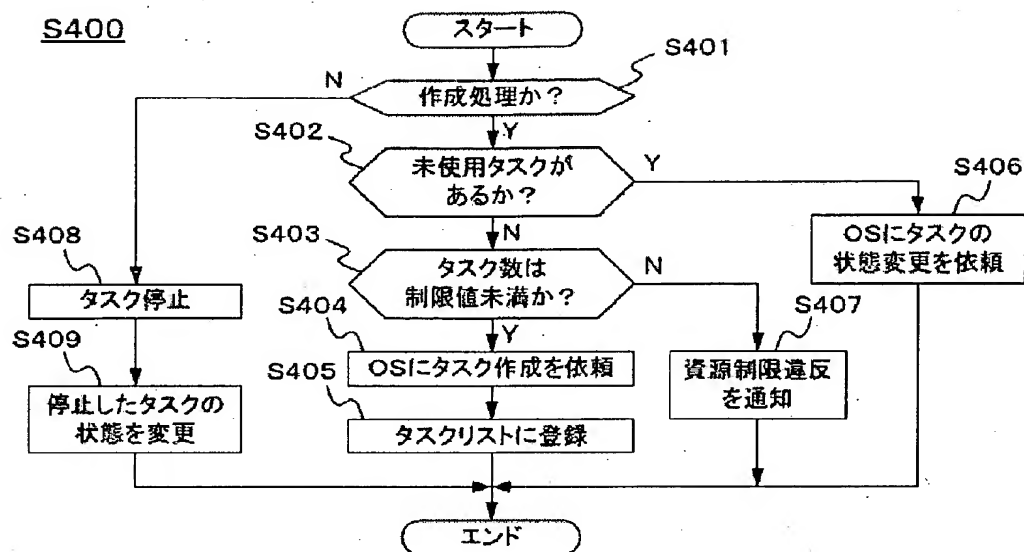 S400
スタート
S401
作成処理か?
N
Y
S402
未使用タスクが
あるか?
Y
N
S406
OSにタスクの
状態変更を依頼
S403
タスク数は
制限値未満か?
N
Y
S408
タスク停止
S404
OSにタスク作成を依頼
S407
資源制限違反
を通知
S409
停止したタスクの
状態を変更
S405
タスクリストに登録
エンド